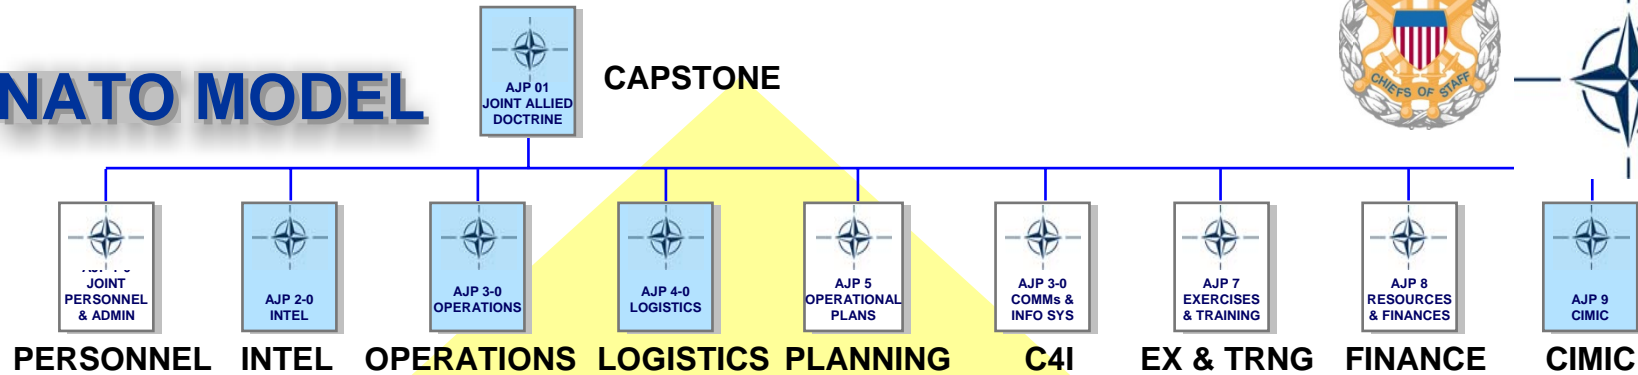 NATO MODEL
AJP 01
JOINT ALLIED
DOCTRINE
CAPSTONE
CHIEFS OF STAFF
JOINT
PERSONNEL
& ADMIN
AJP 2-0
INTEL
AJP 3-0
OPERATIONS
AJP 4-0
LOGISTICS
AJP 5
OPERATIONAL
PLANS
AJP 3-0
COMMs &
INFO SYS
AJP 7
EXERCISES
& TRAINING
AJP 8
RESOURCES
& FINANCES
AJP 9
CIMIC
PERSONNEL INTEL OPERATIONS LOGISTICS PLANNING C4I EX & TRNG FINANCE CIMIC